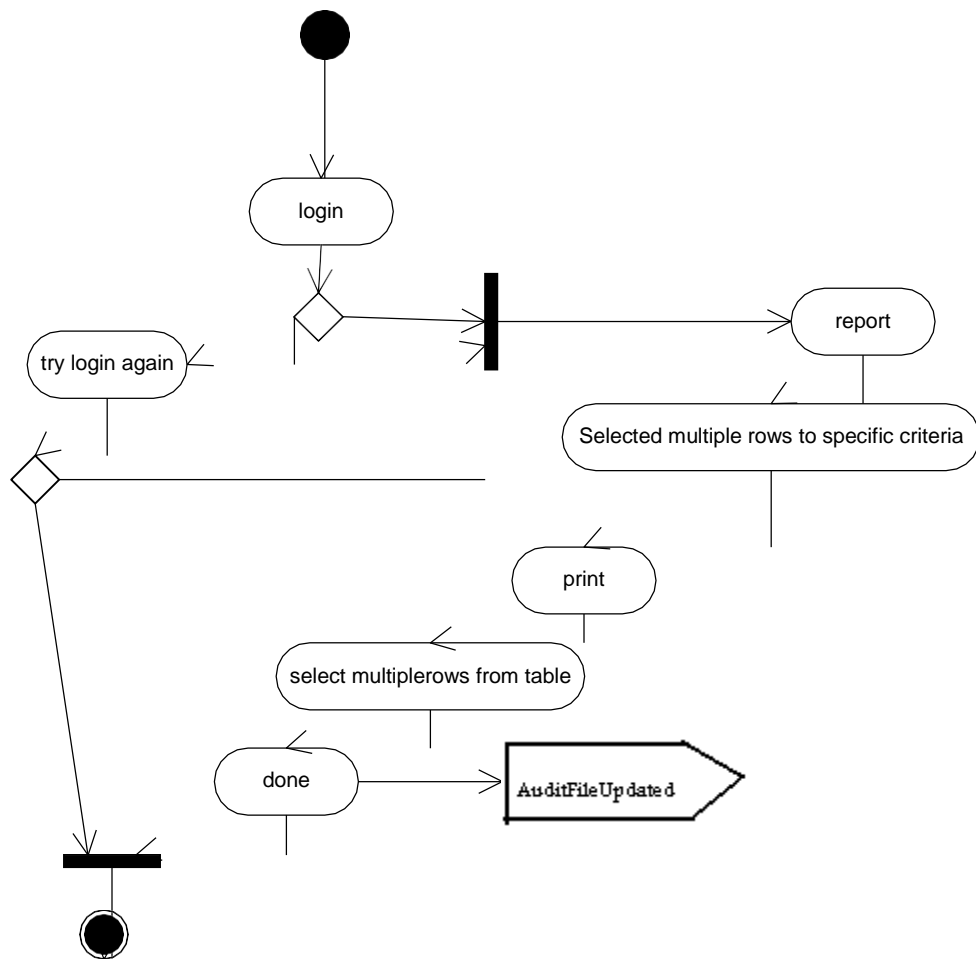 login
report
try login again
Selected multiple rows to specific criteria
print
select multiplerows from table
done
AuditFileUpdated